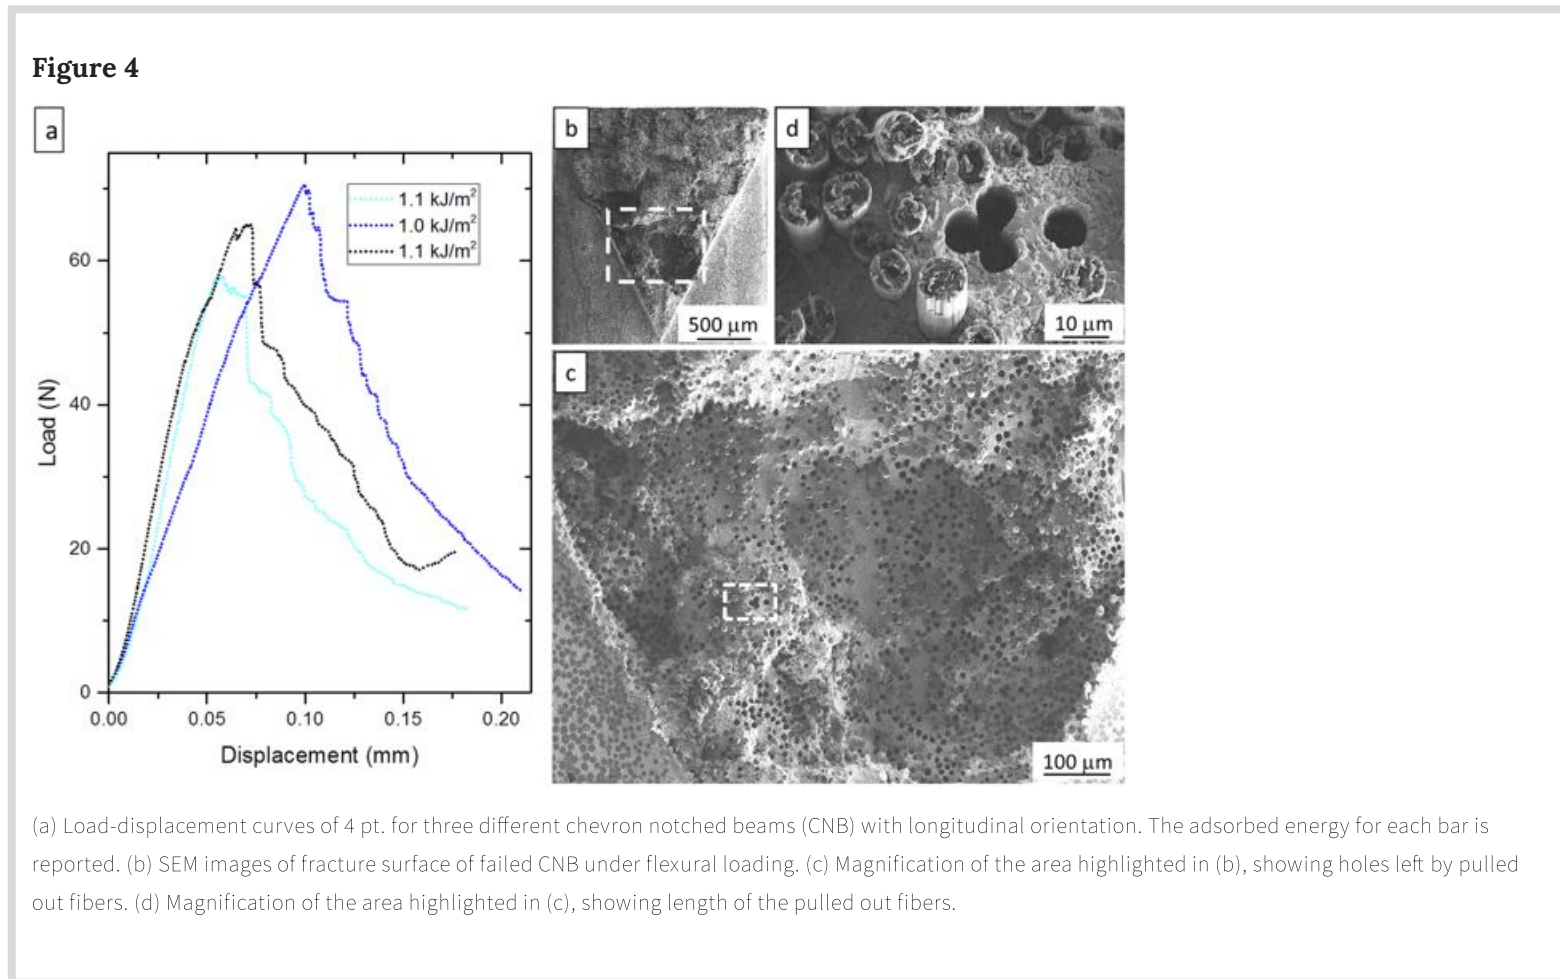 Figure 4
a
1.1 kJ/m²
1.0 kJ/m²
1.1 kJ/m²
60
40
20
0
Load (N)
0.00 0.05 0.10 0.15 0.20
Displacement (mm)
b
500 μm
d
10 μm
c
100 μm
(a) Load-displacement curves of 4 pt. for three different chevron notched beams (CNB) with longitudinal orientation. The adsorbed energy for each bar is
reported. (b) SEM images of fracture surface of failed CNB under flexural loading. (c) Magnification of the area highlighted in (b), showing holes left by pulled
out fibers. (d) Magnification of the area highlighted in (c), showing length of the pulled out fibers.